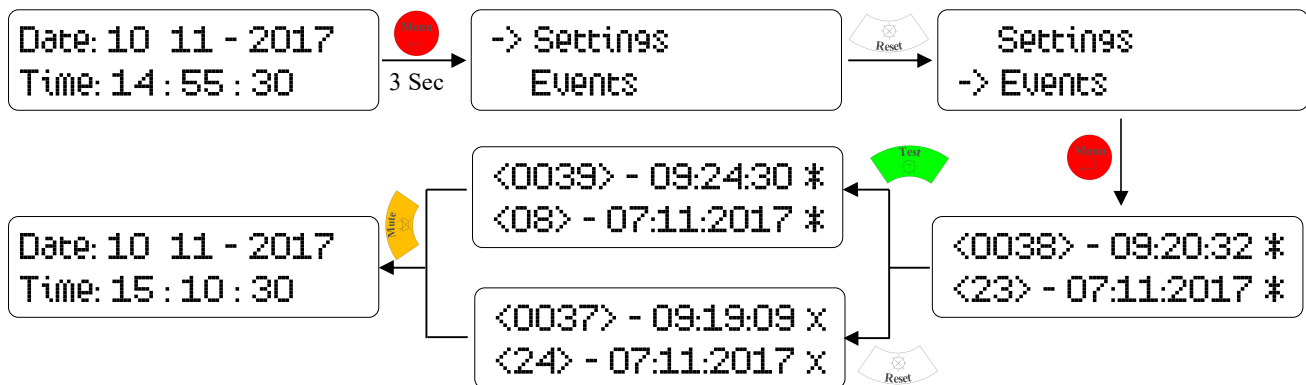 Date: 10 11 - 2017
Time: 14 : 55 : 30
Menu
3 Sec
-> Settings
Events
Reset
Settings
-> Events
Menu
<0038> - 09:20:32 *
<23> - 07:11:2017 *
Test
<0039> - 09:24:30 *
<08> - 07:11:2017 *
Reset
<0037> - 09:19:09 x
<24> - 07:11:2017 x
Mute
Date: 10 11 - 2017
Time: 15 : 10 : 30